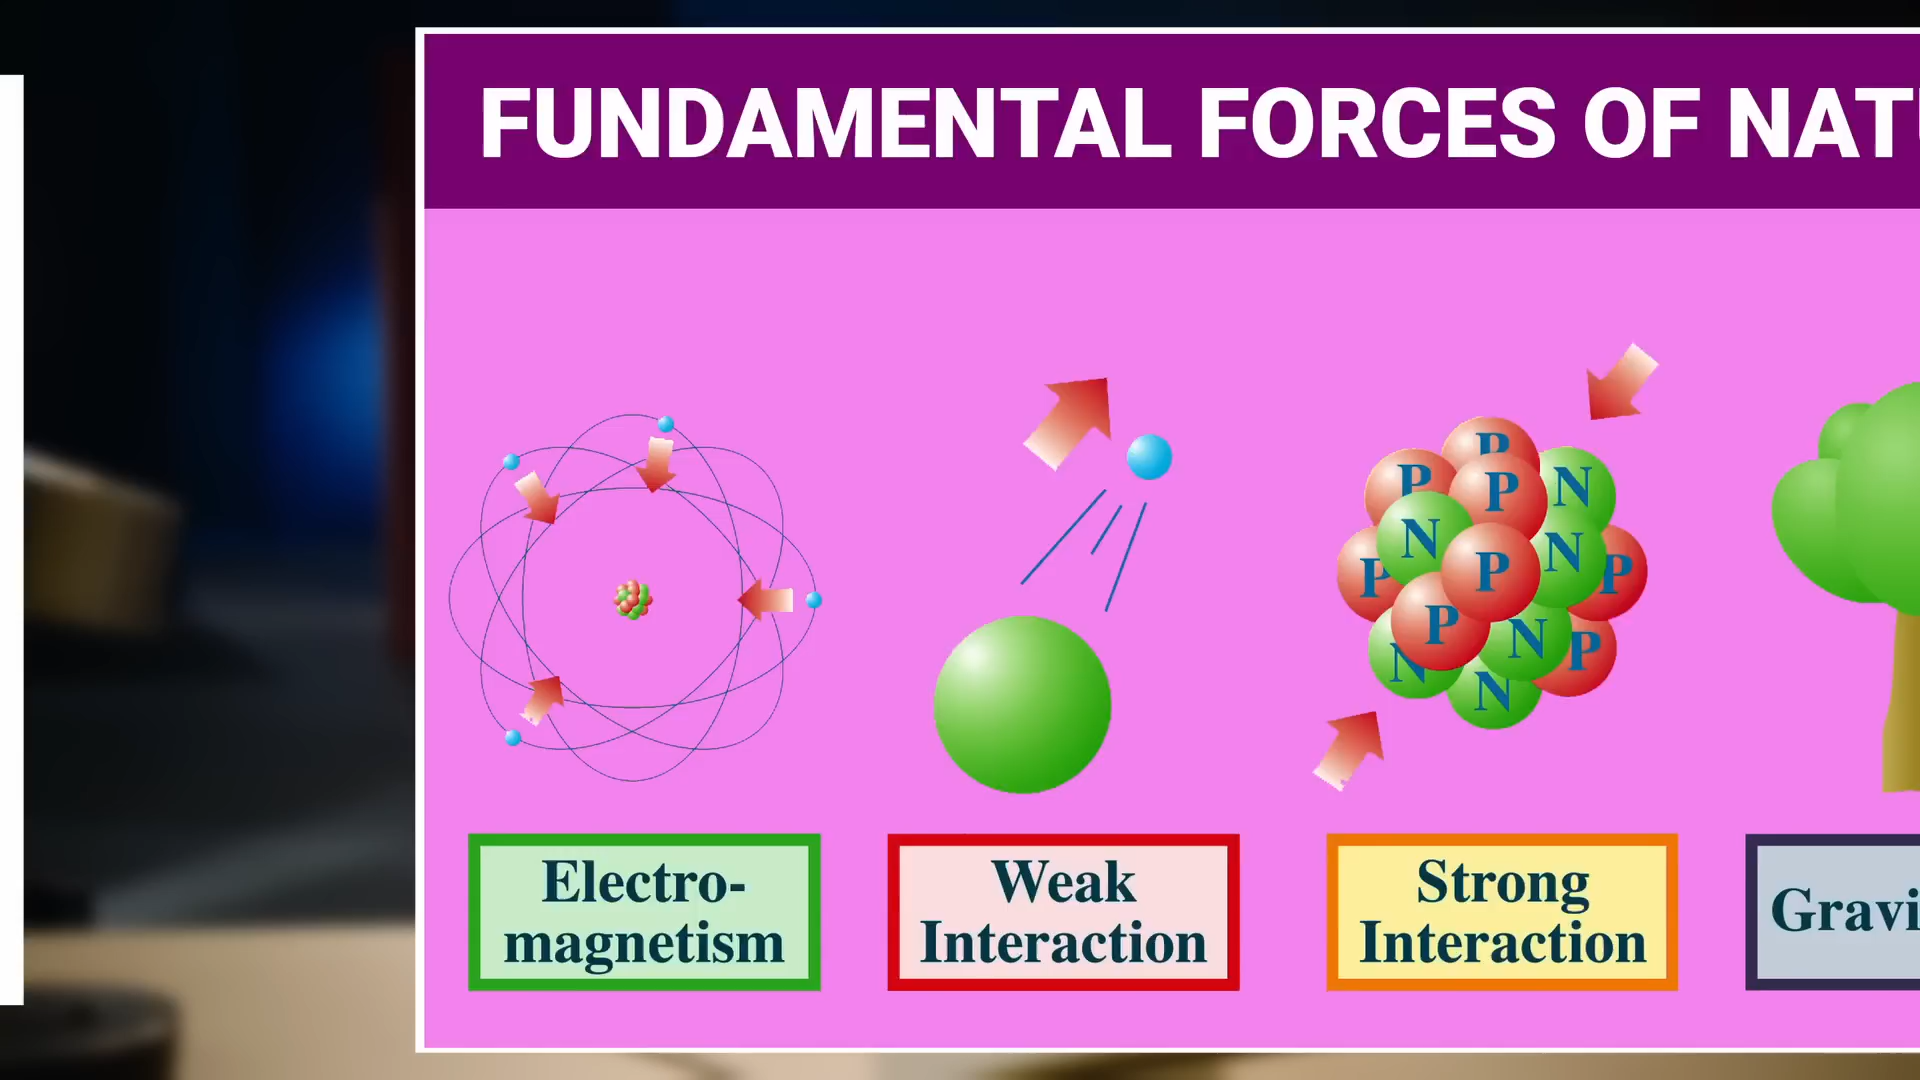 FUNDAMENTAL FORCES OF NAT
Electro-
magnetism
Weak
Interaction
Strong
Interaction
Gravi
P
P
P
N
N
N
P
P
P
P
N
N
P
N